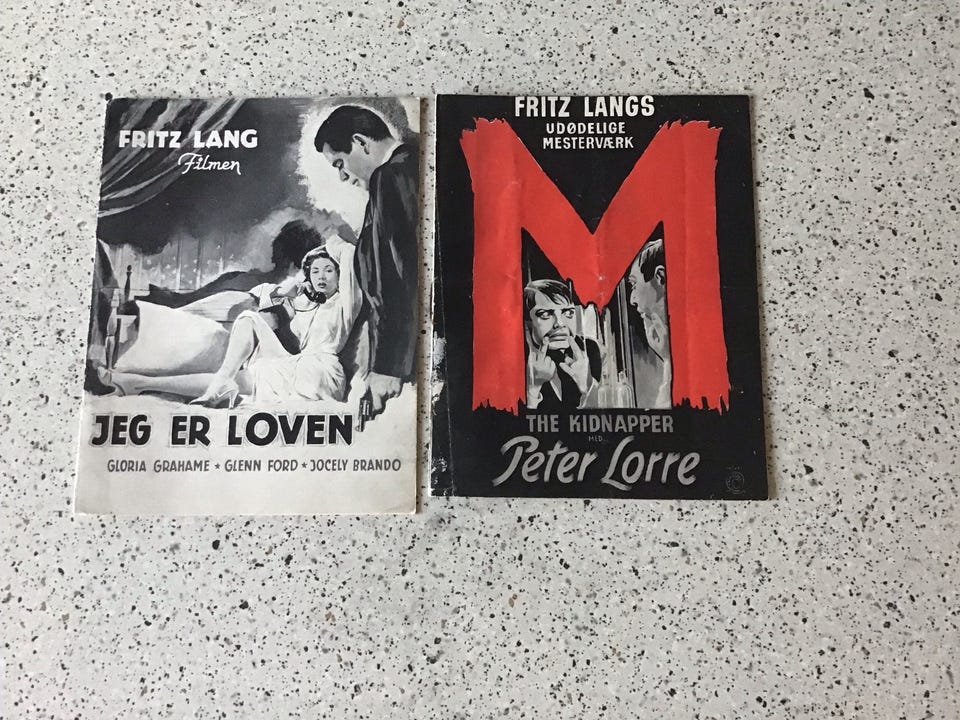 FRITZ LANG
Filmen
JEG ER LOVEN
GLORIA GRAHAME ★ GLENN FORD ★ JOCELY BRANDO
FRITZ LANGS
UDØDELIGE
MESTERVÆRK
M
THE KIDNAPPER
MED
Peter Lorre